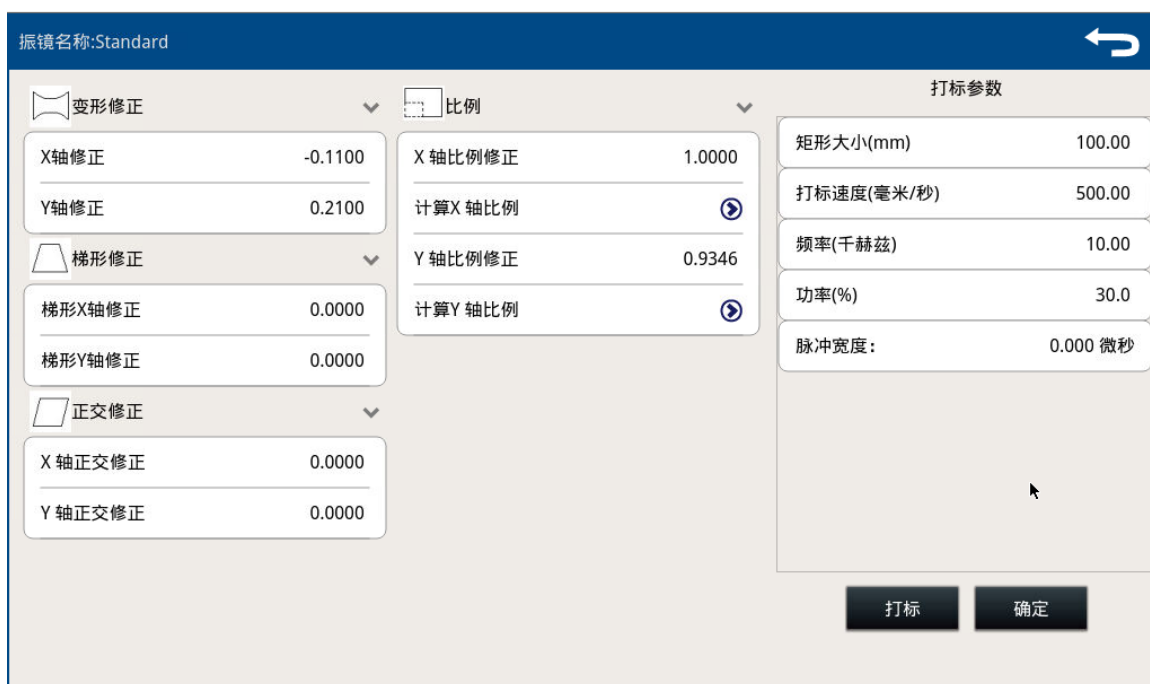 振镜名称:Standard
变形修正
X轴修正 -0.1100
Y轴修正 0.2100
梯形修正
梯形X轴修正 0.0000
梯形Y轴修正 0.0000
正交修正
X 轴正交修正 0.0000
Y 轴正交修正 0.0000
比例
X 轴比例修正 1.0000
计算X 轴比例
Y 轴比例修正 0.9346
计算Y 轴比例
打标参数
矩形大小(mm) 100.00
打标速度(毫米/秒) 500.00
频率(千赫兹) 10.00
功率(%) 30.0
脉冲宽度： 0.000 微秒
打标 确定